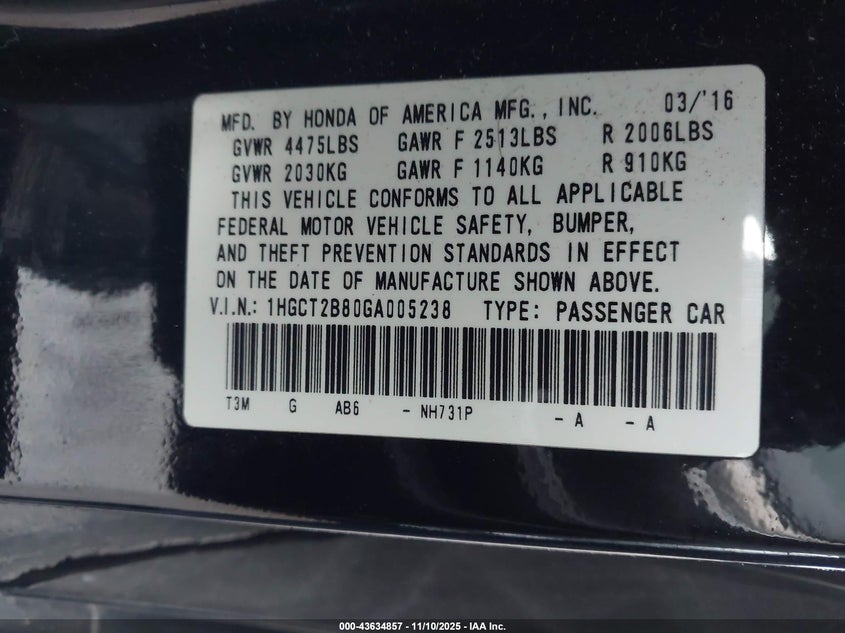 MFD. BY HONDA OF AMERICA MFG., INC. 03/'16
GVWR 4475LBS GAWR F 2513LBS R 2006LBS
GVWR 2030KG GAWR F 1140KG R 910KG
THIS VEHICLE CONFORMS TO ALL APPLICABLE
FEDERAL MOTOR VEHICLE SAFETY, BUMPER,
AND THEFT PREVENTION STANDARDS IN EFFECT
ON THE DATE OF MANUFACTURE SHOWN ABOVE.
V.I.N.: 1HGCT2B80GA005238 TYPE: PASSENGER CAR
T3M G AB6 - NH731P - A - A
000-43634857 - 11/10/2025 - IAA Inc.